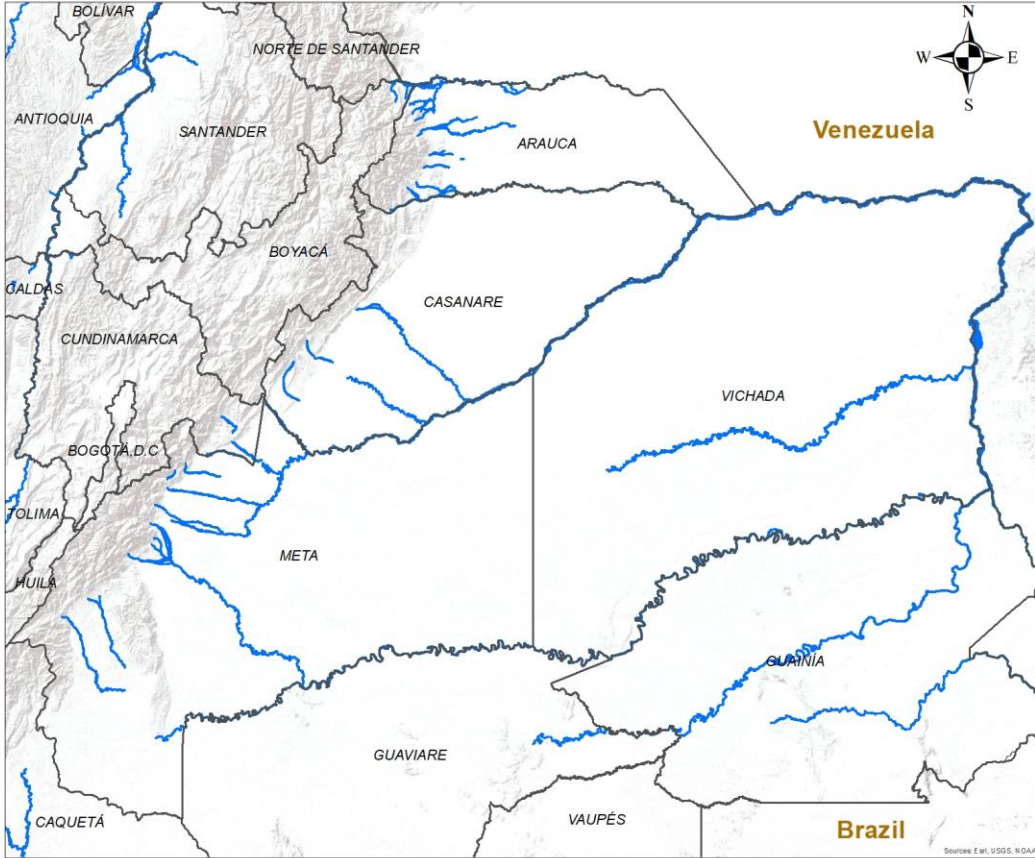 BOLÍVAR
N
NORTE DE SANTANDER
W E
S
ANTIOQUIA
SANTANDER
ARAUCA
Venezuela
BOYACÁ
CALDAS
CASANARE
CUNDINAMARCA
VICHADA
BOGOTÁ,D.C
TOLIMA
META
HUILA
GUAINÍA
GUAVIARE
CAQUETÁ
VAUPÉS
Brazil
Sources: Esri, USGS, NOAA